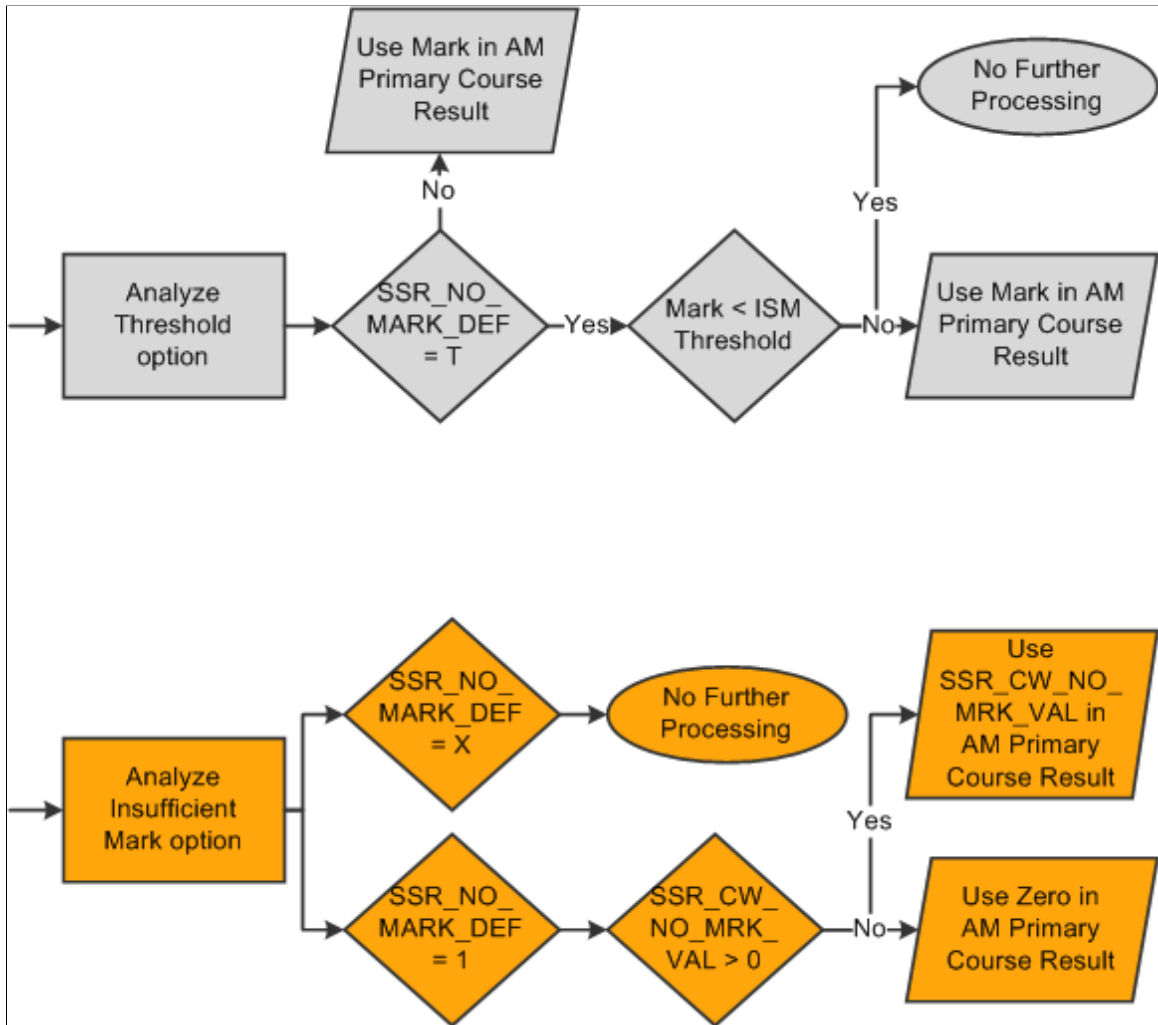 Use Mark in AM
Primary Course
Result
No Further
Processing
No
Yes
Analyze
Threshold
option
SSR_NO_
MARK_DEF
= T
Yes
Mark < ISM
Threshold
No
Use Mark in AM
Primary Course
Result
Analyze
Insufficient
Mark option
SSR_NO_
MARK_DEF
= X
No Further
Processing
Use
SSR_CW_NO_
MRK_VAL in
AM Primary
Course Result
Yes
SSR_NO_
MARK_DEF
= 1
SSR_CW_
NO_MRK_
VAL > 0
No
Use Zero in
AM Primary
Course Result